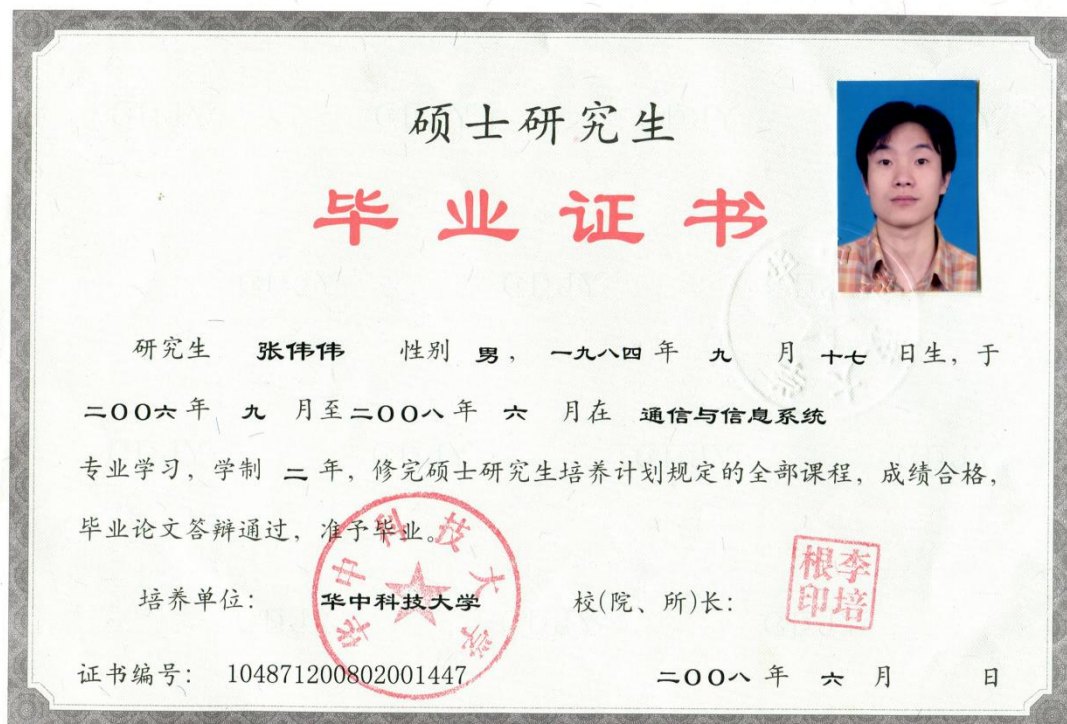 硕士研究生
毕业证书
研究生 张伟伟 性别 男， 一九八四 年 九 月 十七 日生，于
二〇〇六 年 九 月至 二〇〇八 年 六 月在 通信与信息系统
专业学习，学制 二 年，修完硕士研究生培养计划规定的全部课程，成绩合格，
毕业论文答辩通过，准予毕业。
华中科技大学
培养单位： 华中科技大学 校(院、所)长：
李培根印
证书编号： 104871200802001447 二〇〇八 年 六 月 日